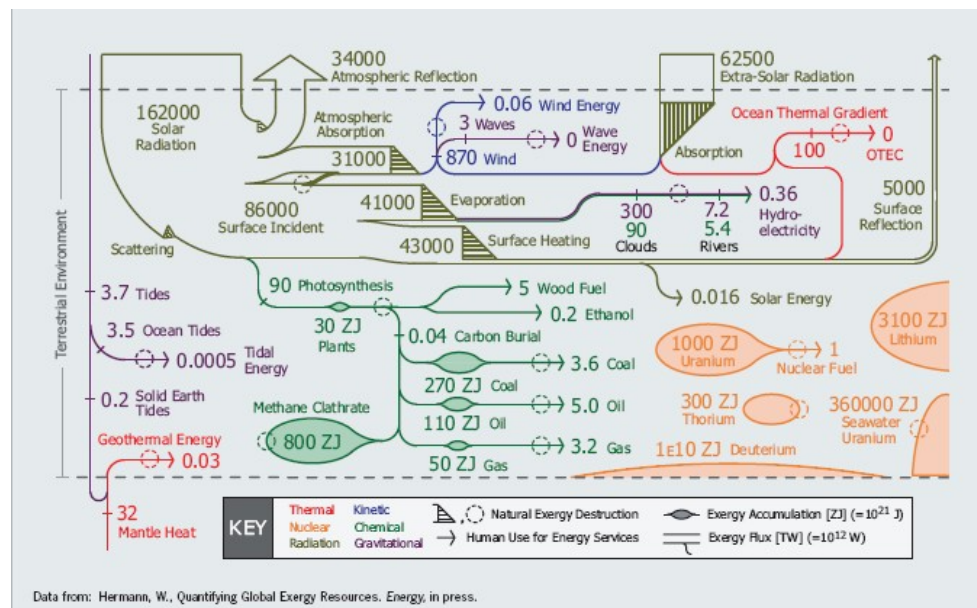 34000
Atmospheric Reflection
62500
Extra-Solar Radiation
162000
Solar
Radiation
Atmospheric
Absorption
31000
0.06 Wind Energy
3 Waves
0 Wave
Energy
870 Wind
Absorption
Ocean Thermal Gradient
100
0
OTEC
86000
Surface Incident
41000
Evaporation
300
90
Clouds
7.2
5.4
Rivers
0.36
Hydro-
electricity
5000
Surface
Reflection
43000
Surface Heating
Scattering
Terrestrial Environment
90 Photosynthesis
30 ZJ
Plants
5 Wood Fuel
0.2 Ethanol
0.016 Solar Energy
3.7 Tides
3.5 Ocean Tides
0.0005 Tidal
Energy
0.2 Solid Earth
Tides
0.04 Carbon Burial
3.6 Coal
270 ZJ Coal
5.0 Oil
110 ZJ Oil
3.2 Gas
50 ZJ Gas
Methane Clathrate
800 ZJ
1000 ZJ
Uranium
1
Nuclear Fuel
3100 ZJ
Lithium
300 ZJ
Thorium
360000 ZJ
Seawater
Uranium
1E10 ZJ Deuterium
Geothermal Energy
0.03
32
Mantle Heat
KEY
Thermal Kinetic
Nuclear Chemical
Radiation Gravitational
, Natural Exergy Destruction
Human Use for Energy Services
Exergy Accumulation [ZJ] (=10²¹ J)
Exergy Flux [TW] (=10¹² W)
Data from: Hermann, W., Quantifying Global Exergy Resources. Energy, in press.